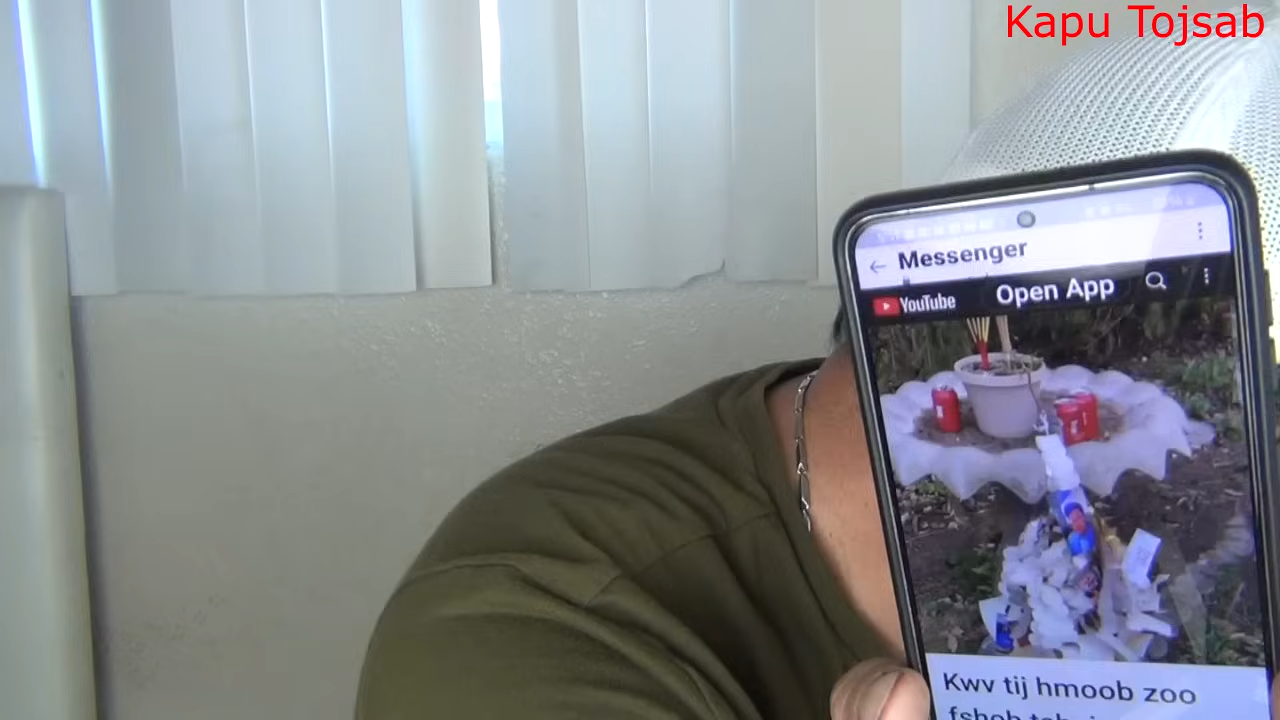 Kapu Tojsab
Messenger
YouTube
Open App
Kwv tij hmoob zoo